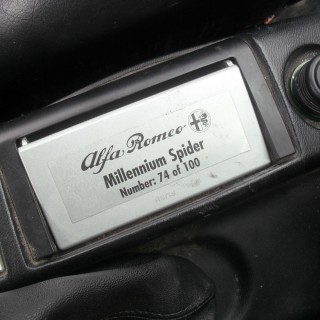 Alfa Romeo
Millennium Spider
Number: 74 of 100